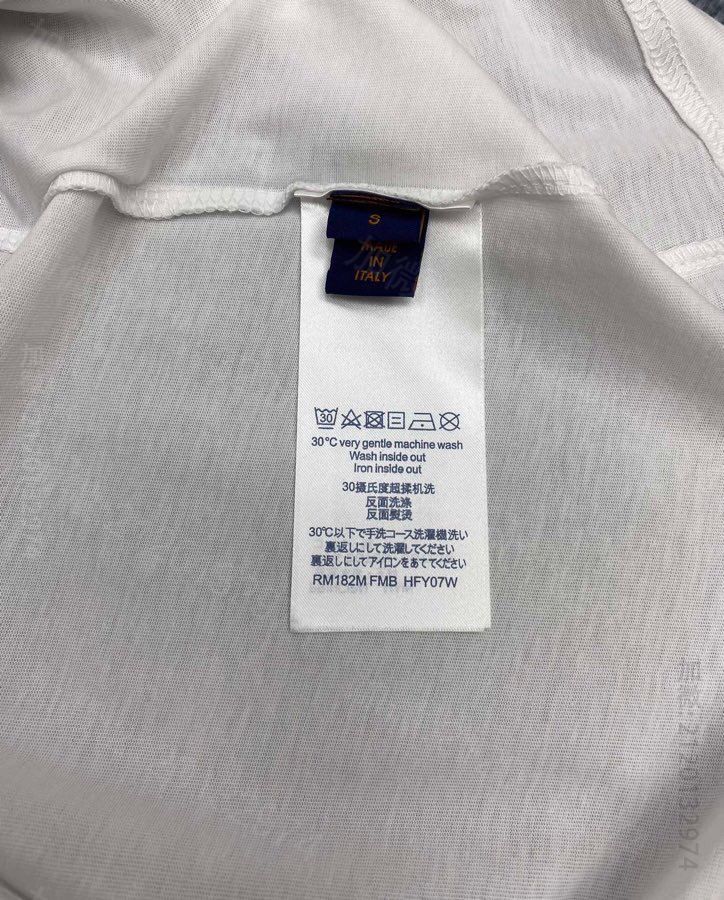 S
MADE
IN
ITALY
30
30°C very gentle machine wash
Wash inside out
Iron inside out
30摄氏度超揉机洗
反面洗涤
反面熨烫
30℃以下で手洗コース洗濯機洗い
裏返しにして洗濯してください
裏返しにしてアイロンをあててください
RM182M FMB HFY07W